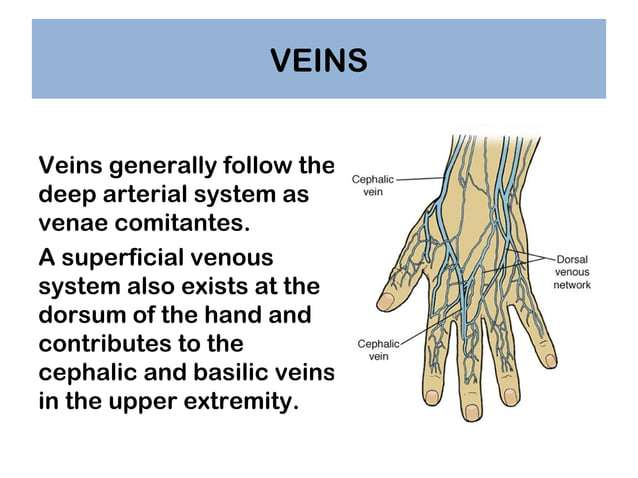 VEINS
Veins generally follow the
deep arterial system as
venae comitantes.
A superficial venous
system also exists at the
dorsum of the hand and
contributes to the
cephalic and basilic veins
in the upper extremity.
Cephalic
vein
Dorsal
venous
network
Cephalic
vein